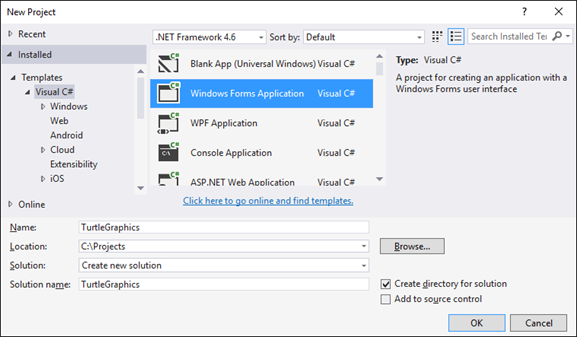 New Project
Recent
.NET Framework 4.6
Sort by:
Default
Search Installed Te
Installed
Templates
Visual C#
Windows
Web
Android
Cloud
Extensibility
iOS
Online
Blank App (Universal Windows) Visual C#
Windows Forms Application Visual C#
WPF Application Visual C#
Console Application Visual C#
ASP.NET Web Application Visual C#
Click here to go online and find templates.
Type: Visual C#
A project for creating an application with a
Windows Forms user interface
Name: TurtleGraphics
Location: C:\Projects
Browse...
Solution: Create new solution
Solution name: TurtleGraphics
Create directory for solution
Add to source control
OK
Cancel